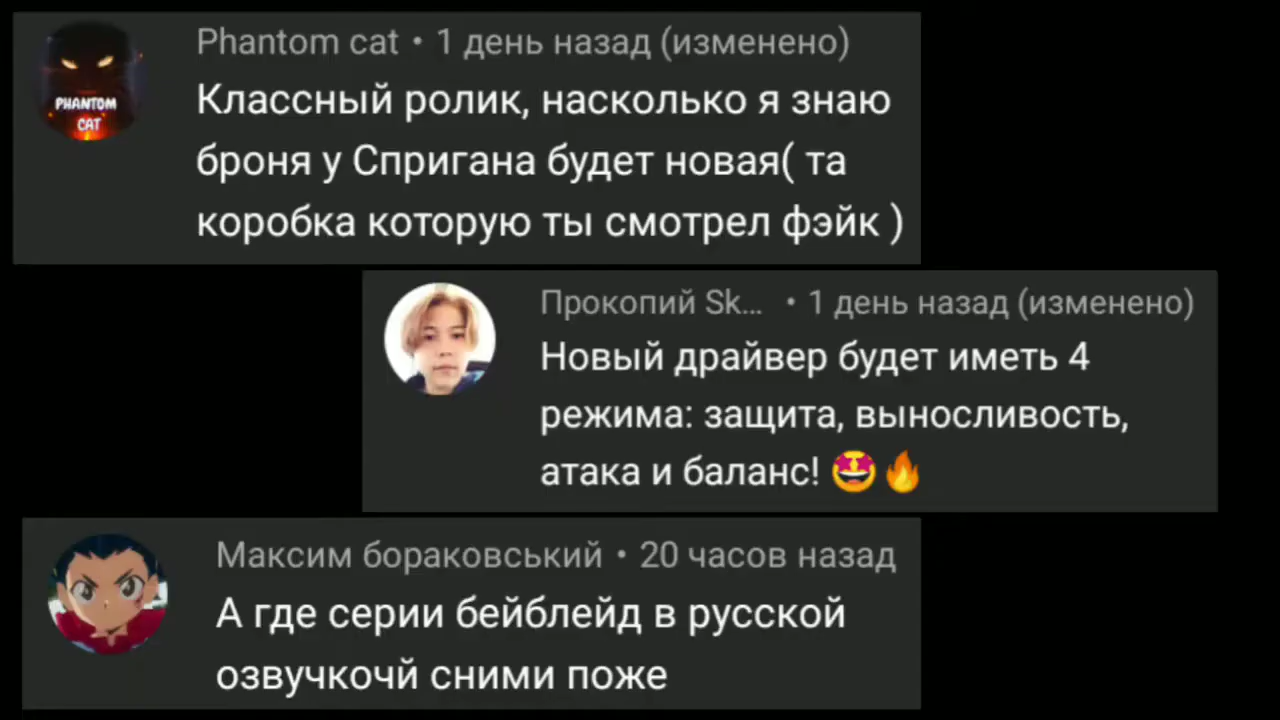 PHANTOM
CAT
Phantom cat • 1 день назад (изменено)
Классный ролик, насколько я знаю
броня у Спригана будет новая( та
коробка которую ты смотрел фэйк )
Прокопий Sk... • 1 день назад (изменено)
Новый драйвер будет иметь 4
режима: защита, выносливость,
атака и баланс! 🤩🔥
Максим бораковський • 20 часов назад
А где серии бейблейд в русской
озвучкочй сними поже